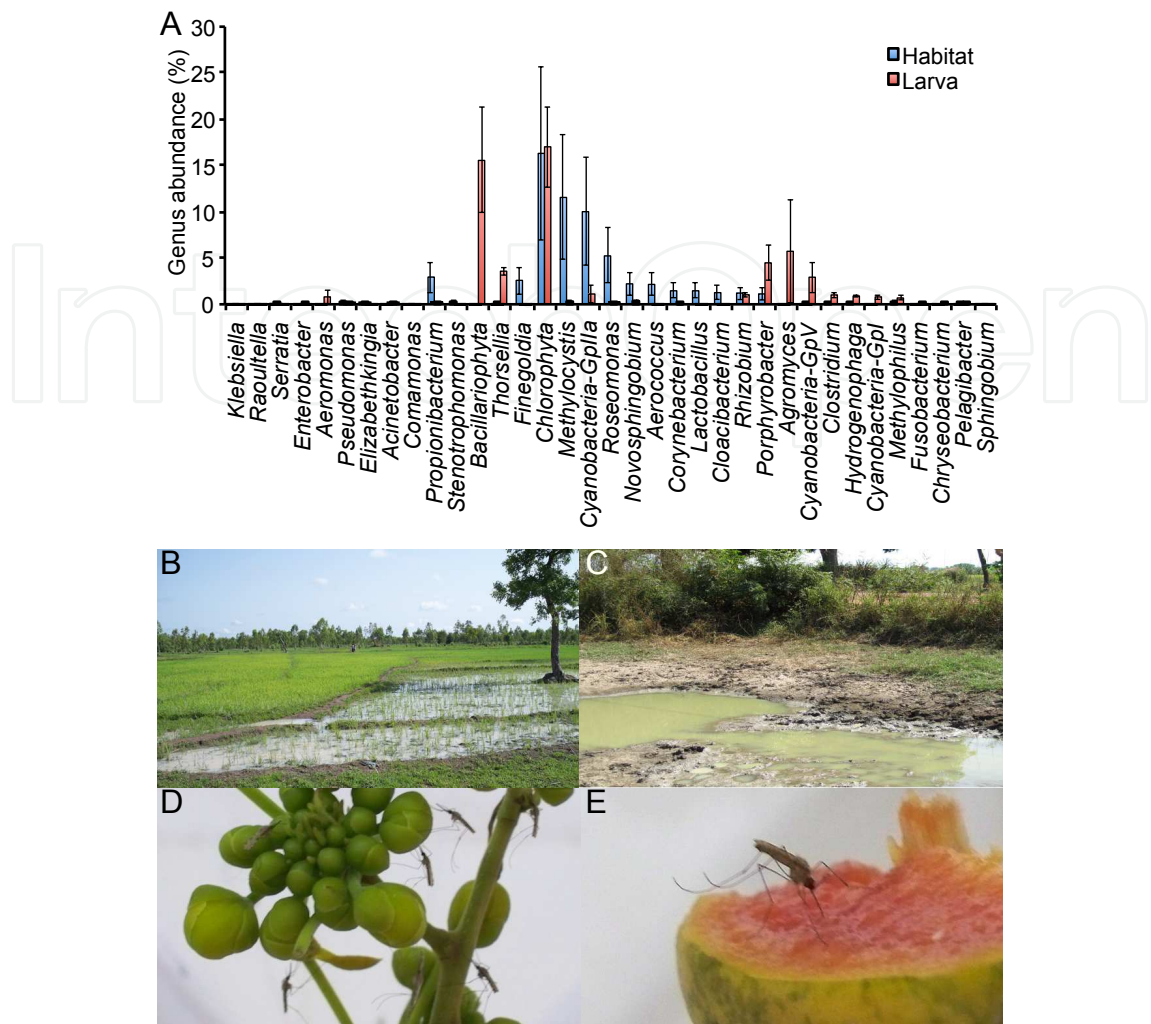 A
30
25
20
15
10
5
0
Genus abundance (%)
Habitat
Larva
Klebsiella
Raoultella
Serratia
Enterobacter
Aeromonas
Pseudomonas
Elizabethkingia
Acinetobacter
Comamonas
Propionibacterium
Stenotrophomonas
Bacillariophyta
Thorsellia
Finegoldia
Chlorophyta
Methylocystis
Cyanobacteria-GpIIa
Roseomonas
Novosphingobium
Aerococcus
Corynebacterium
Lactobacillus
Cloacibacterium
Rhizobium
Porphyrobacter
Agromyces
Cyanobacteria-GpV
Clostridium
Hydrogenophaga
Cyanobacteria-GpI
Methylophilus
Fusobacterium
Chryseobacterium
Pelagibacter
Sphingobium
IntechOpen
B
C
D
E